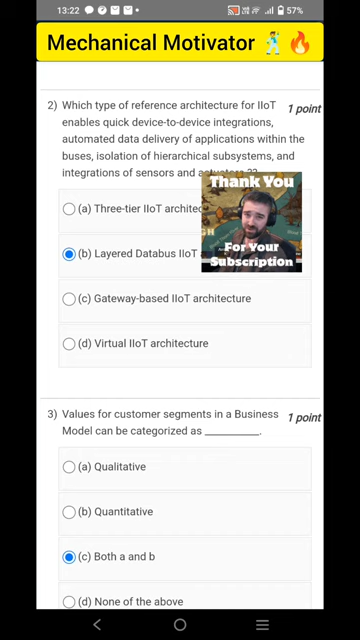 13:22
57%
Mechanical Motivator 🕺🔥
2) Which type of reference architecture for IIoT 1 point
enables quick device-to-device integrations,
automated data delivery of applications within the
buses, isolation of hierarchical subsystems, and
integrations of sensors and
Thank You
For Your
Subscription
(a) Three-tier IIoT
(b) Layered Databus IIoT
(c) Gateway-based IIoT architecture
(d) Virtual IIoT architecture
3) Values for customer segments in a Business 1 point
Model can be categorized as __________.
(a) Qualitative
(b) Quantitative
(c) Both a and b
(d) None of the above